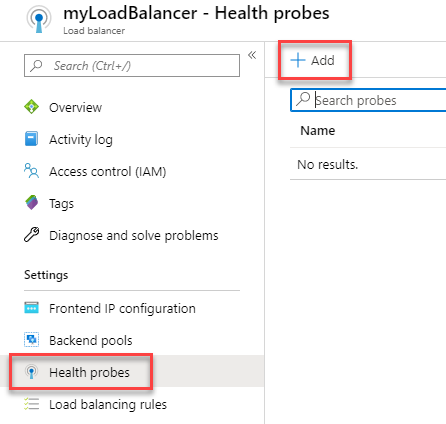 myLoadBalancer - Health probes
Load balancer
Search (Ctrl+/)
«
Overview
Activity log
Access control (IAM)
Tags
Diagnose and solve problems
Settings
Frontend IP configuration
Backend pools
Health probes
Load balancing rules
+ Add
Search probes
Name
No results.